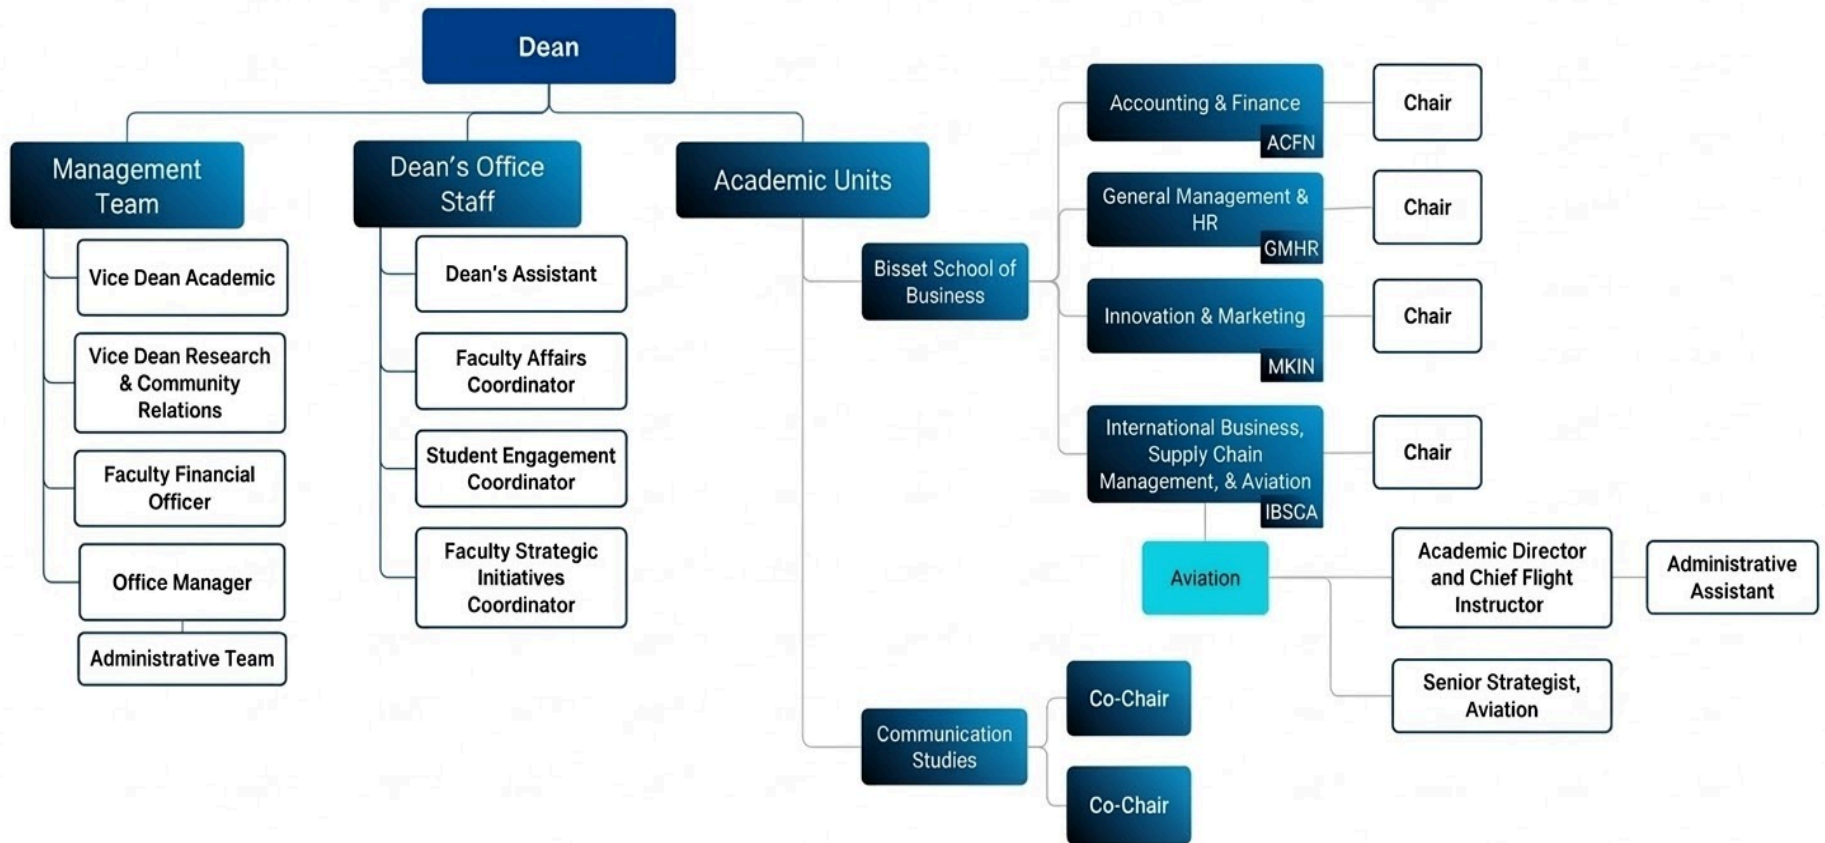 Dean
Management
Team
Vice Dean Academic
Vice Dean Research
& Community
Relations
Faculty Financial
Officer
Office Manager
Administrative Team
Dean's Office
Staff
Dean's Assistant
Faculty Affairs
Coordinator
Student Engagement
Coordinator
Faculty Strategic
Initiatives
Coordinator
Academic Units
Bisset School of
Business
Accounting & Finance
ACFN
Chair
General Management &
HR
GMHR
Chair
Innovation & Marketing
MKIN
Chair
International Business,
Supply Chain
Management, & Aviation
IBSCA
Chair
Aviation
Academic Director
and Chief Flight
Instructor
Administrative
Assistant
Senior Strategist,
Aviation
Communication
Studies
Co-Chair
Co-Chair